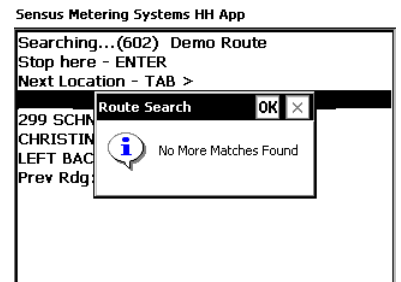 Sensus Metering Systems HH App
Searching...(602) Demo Route
Stop here - ENTER
Next Location - TAB >
Route Search OK
299 SCHN
CHRISTIN
No More Matches Found
LEFT BAC
Prev Rdg: